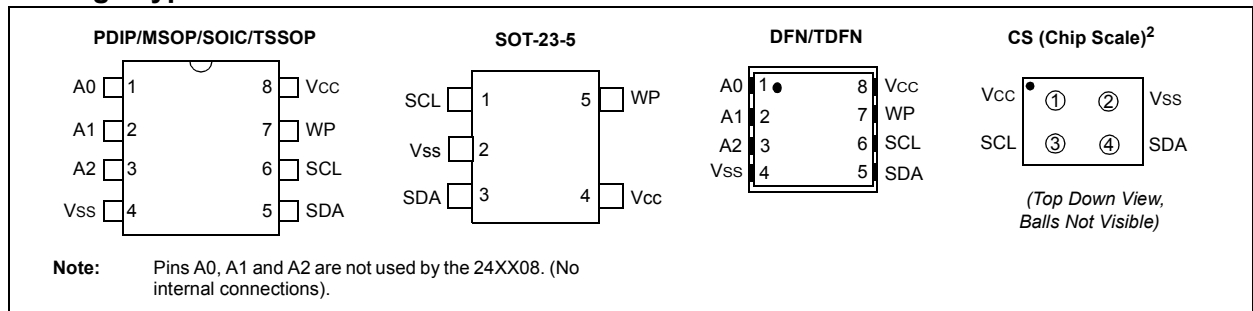 PDIP/MSOP/SOIC/TSSOP
A0 1 8 VCC
A1 2 7 WP
A2 3 6 SCL
VSS 4 5 SDA
SOT-23-5
SCL 1 5 WP
Vss 2
SDA 3 4 Vcc
DFN/TDFN
A0 1 8 VCC
A1 2 7 WP
A2 3 6 SCL
VSS 4 5 SDA
CS (Chip Scale)2
VCC 1 2 VSS
SCL 3 4 SDA
(Top Down View,
Balls Not Visible)
Note: Pins A0, A1 and A2 are not used by the 24XX08. (No
internal connections).